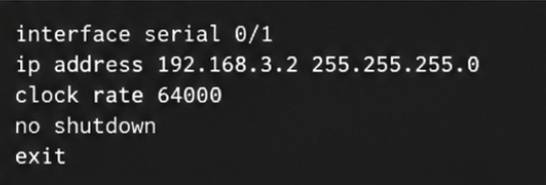 interface serial 0/1
ip address 192.168.3.2 255.255.255.0
clock rate 64000
no shutdown
exit